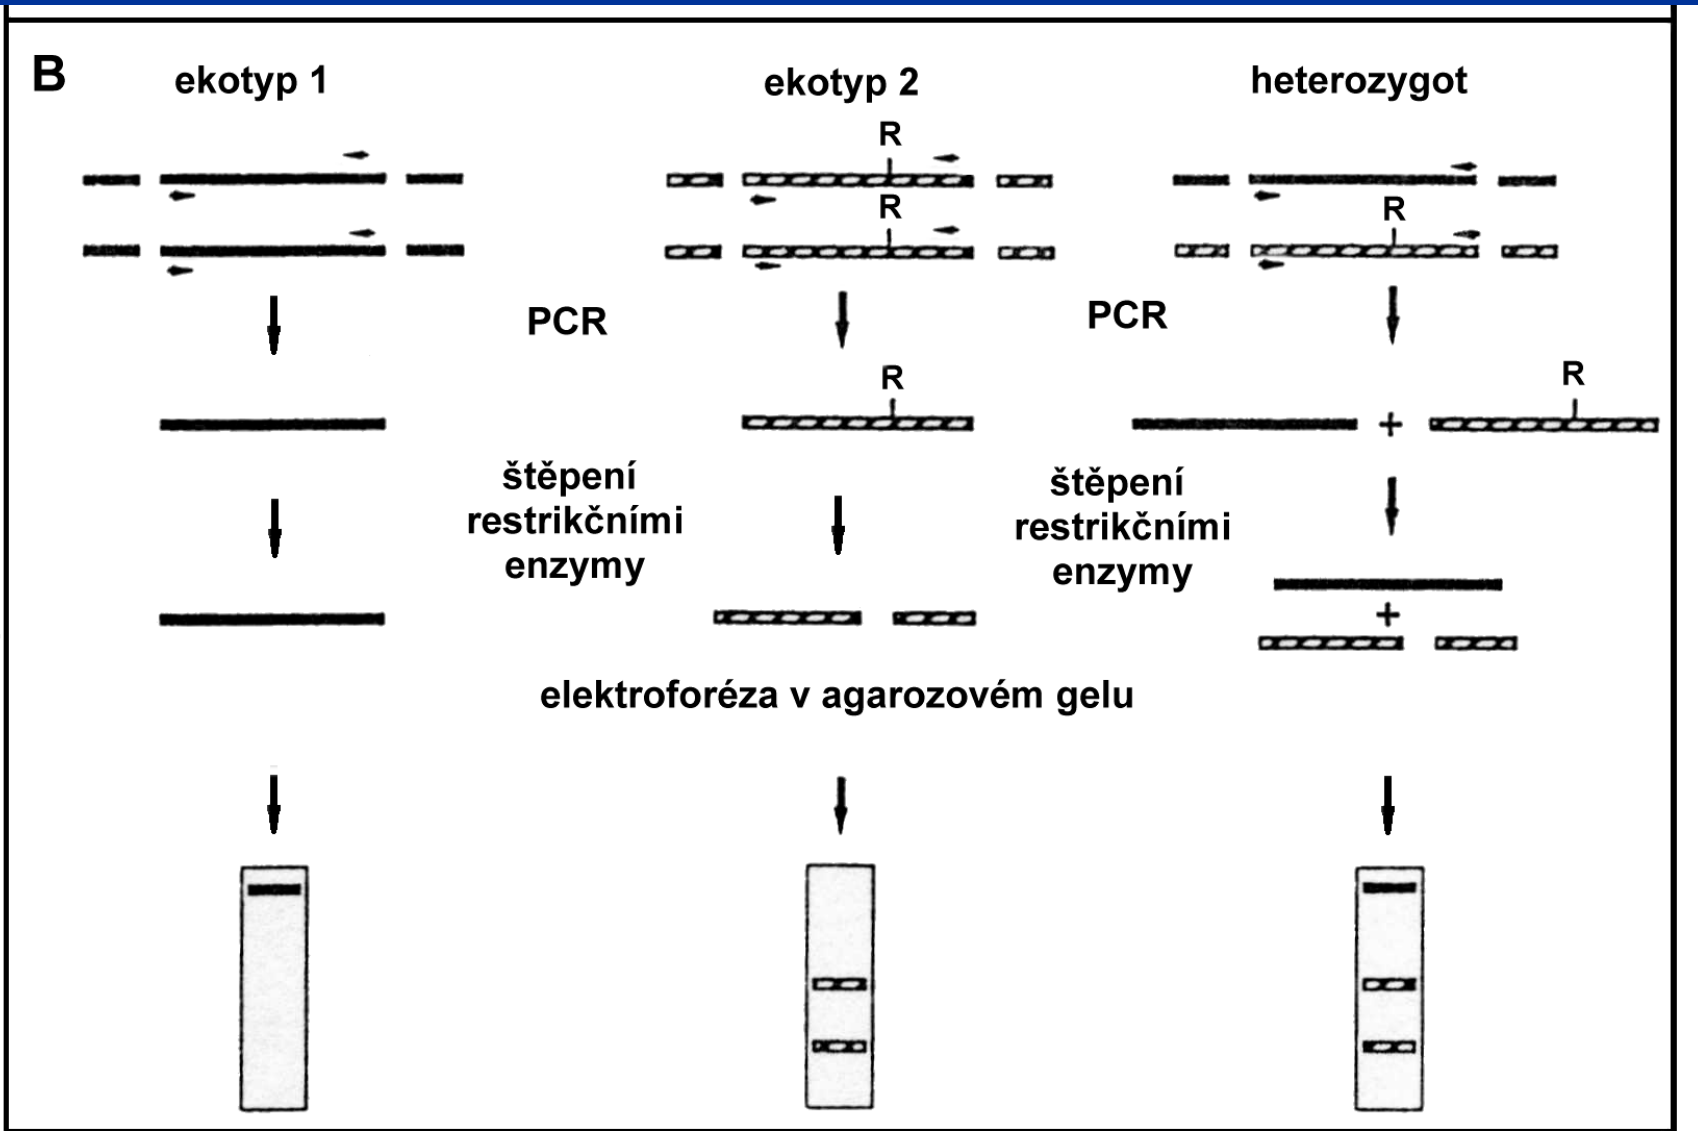 B
ekotyp 1
ekotyp 2
heterozygot
R
R
R
PCR
PCR
R
R
+
štěpení
restrikčními
enzymy
štěpení
restrikčními
enzymy
+
elektroforéza v agarozovém gelu